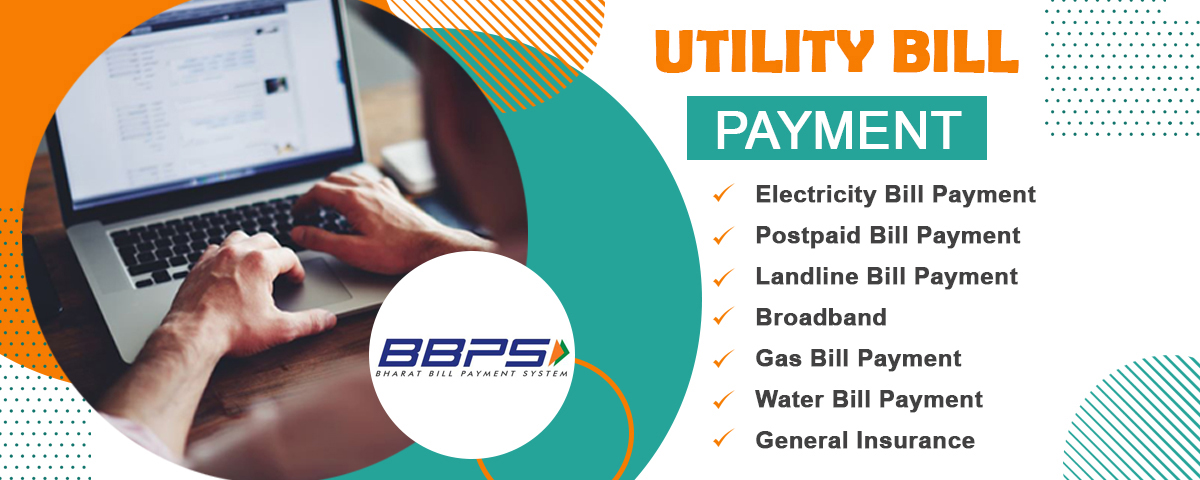 UTILITY BILL
PAYMENT
Electricity Bill Payment
Postpaid Bill Payment
Landline Bill Payment
Broadband
Gas Bill Payment
Water Bill Payment
General Insurance
BBPS
BHARAT BILL PAYMENT SYSTEM